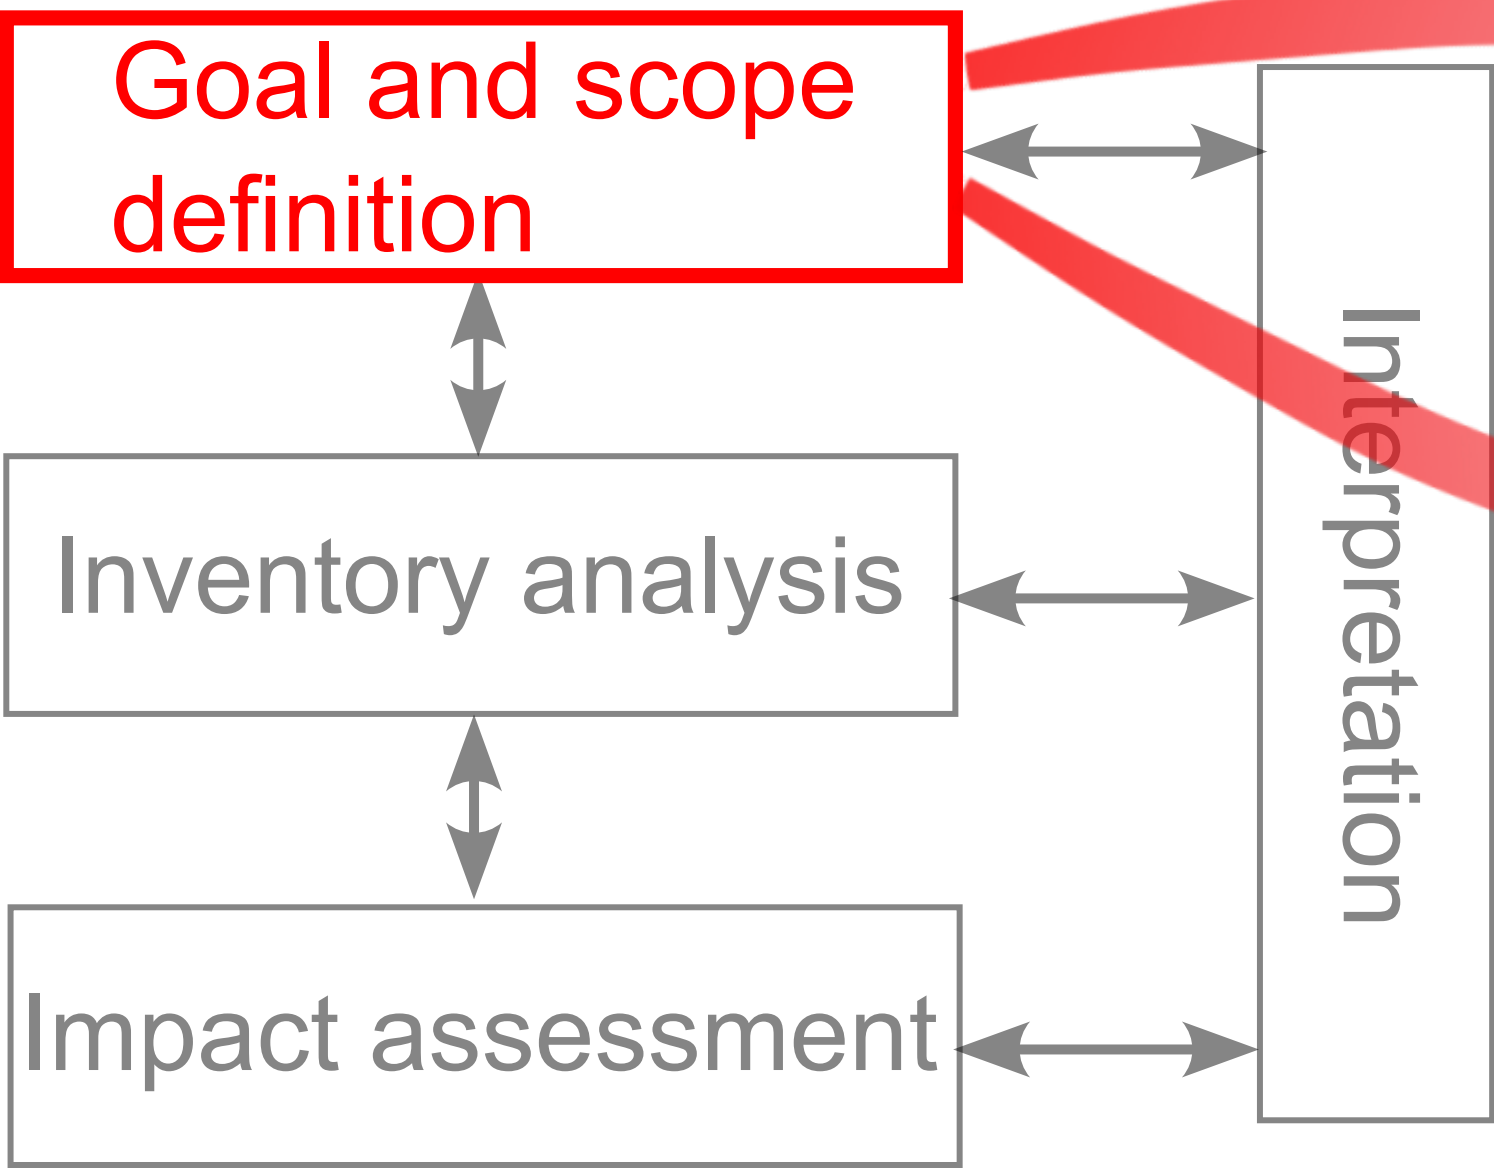 Goal and scope
definition
Inventory analysis
Impact assessment
Interpretation